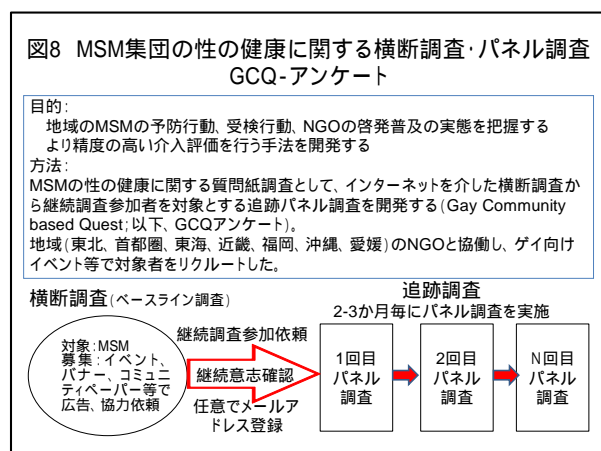 図8 MSM集団の性の健康に関する横断調査・パネル調査
GCQ-アンケート
目的：
地域のMSMの予防行動、受検行動、NGOの啓発普及の実態を把握する
より精度の高い介入評価を行う手法を開発する
方法：
MSMの性の健康に関する質問紙調査として、インターネットを介した横断調査か
ら継続調査参加者を対象とする追跡パネル調査を開発する(Gay Community
based Quest；以下、GCQアンケート)。
地域(東北、首都圏、東海、近畿、福岡、沖縄、愛媛)のNGOと協働し、ゲイ向け
イベント等で対象者をリクルートした。
横断調査(ベースライン調査)
対象：MSM
募集：イベント、
バナー、コミュニ
ティペーパー等で
広告、協力依頼
継続調査参加依頼
継続意志確認
任意でメールア
ドレス登録
追跡調査
2-3か月毎にパネル調査を実施
1回目
パネル
調査
2回目
パネル
調査
N回目
パネル
調査